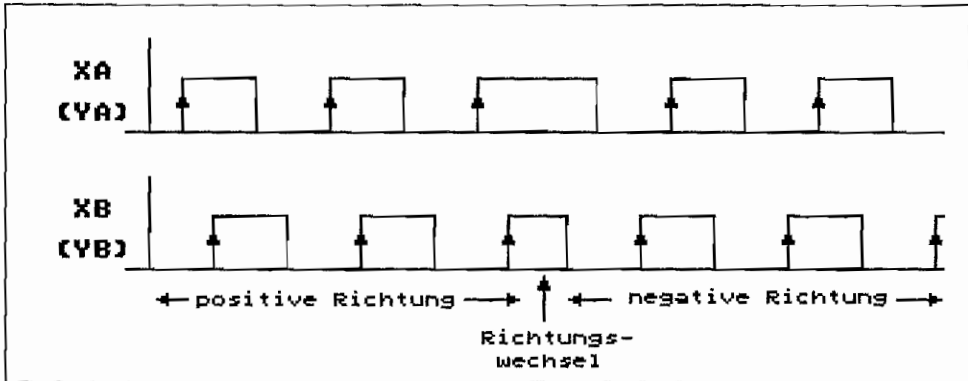 XA
(YA)
XB
(YB)
positive Richtung
negative Richtung
Richtungs-
wechsel